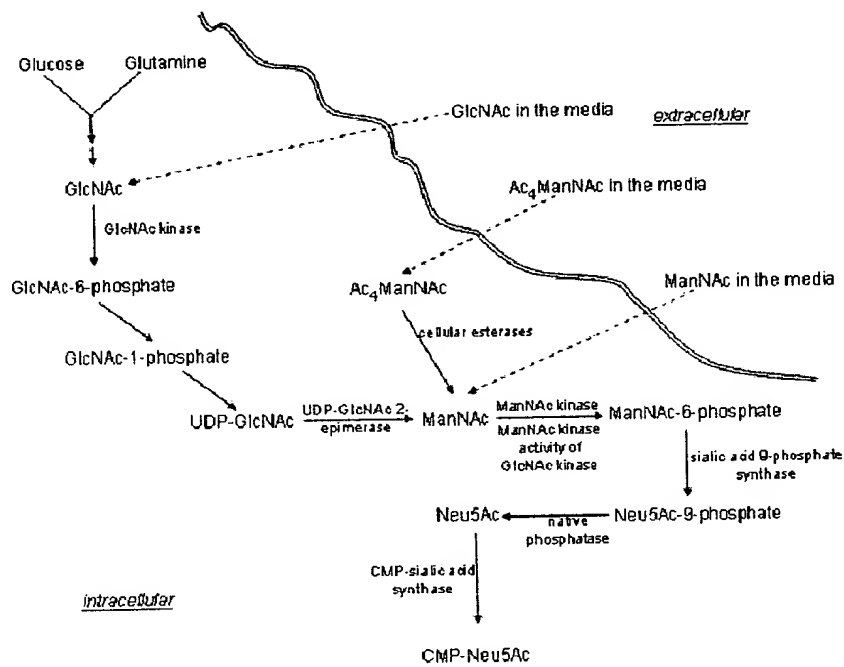 Glucose
Glutamine
GlcNAc in the media
extracellular
GlcNAc
Ac4ManNAc in the media
GlcNAc kinase
GlcNAc-6-phosphate
Ac4ManNAc
ManNAc in the media
cellular esterases
GlcNAc-1-phosphate
UDP-GlcNAc
UDP-GlcNAc 2-
epimerase
ManNAc
ManNAc kinase
ManNAc kinase
activity of
GlcNAc kinase
ManNAc-6-phosphate
sialic acid 9-phosphate
synthase
Neu5Ac
native
phosphatase
Neu5Ac-9-phosphate
CMP-sialic acid
synthase
intracellular
CMP-Neu5Ac